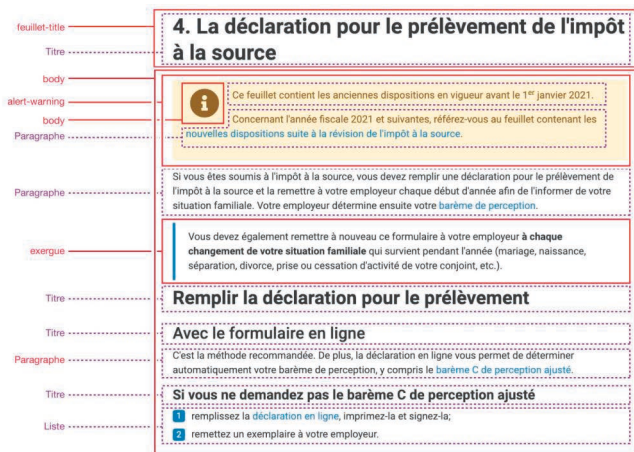 feuillet-title
4. La déclaration pour le prélèvement de l'impôt
Titre
à la source
body
alert-warning
Ce feuillet contient les anciennes dispositions en vigueur avant le 1er janvier 2021.
body
Concernant l'année fiscale 2021 et suivantes, référez-vous au feuillet contenant les
Paragraphe
nouvelles dispositions suite à la révision de l'impôt à la source.
Si vous êtes soumis à l'impôt à la source, vous devez remplir une déclaration pour le prélèvement de
Paragraphe
l'impôt à la source et la remettre à votre employeur chaque début d'année afin de l'informer de votre
situation familiale. Votre employeur détermine ensuite votre barème de perception.
Vous devez également remettre à nouveau ce formulaire à votre employeur à chaque
exergue
changement de votre situation familiale qui survient pendant l'année (mariage, naissance,
séparation, divorce, prise ou cessation d'activité de votre conjoint, etc.).
Titre
Remplir la déclaration pour le prélèvement
Titre
Avec le formulaire en ligne
Paragraphe
C'est la méthode recommandée. De plus, la déclaration en ligne vous permet de déterminer
automatiquement votre barème de perception, y compris le barème C de perception ajusté.
Titre
Si vous ne demandez pas le barème C de perception ajusté
1 remplissez la déclaration en ligne, imprimez-la et signez-la;
Liste
2 remettez un exemplaire à votre employeur.